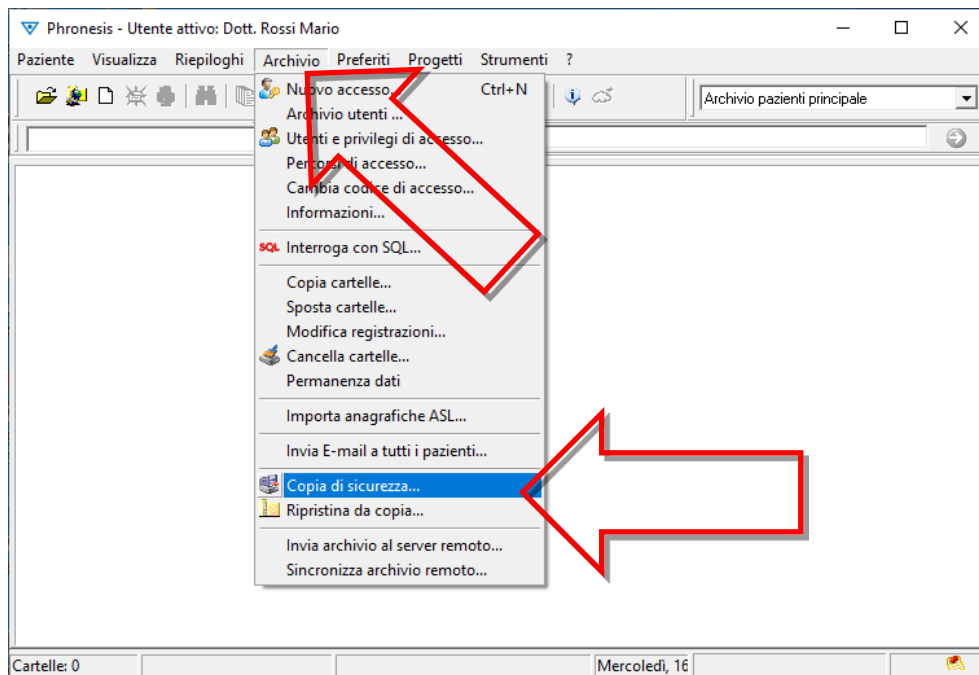 Phronesis - Utente attivo: Dott. Rossi Mario
Paziente Visualizza Riepiloghi Archivio Preferiti Progetti Strumenti ?
Archivio pazienti principale
Nuovo accesso... Ctrl+N
Archivio utenti ...
Utenti e privilegi di accesso...
Percorsi di accesso...
Cambia codice di accesso...
Informazioni...
SQL Interroga con SQL...
Copia cartelle...
Sposta cartelle...
Modifica registrazioni...
Cancella cartelle...
Permanenza dati
Importa anagrafiche ASL...
Invia E-mail a tutti i pazienti...
Copia di sicurezza...
Ripristina da copia...
Invia archivio al server remoto...
Sincronizza archivio remoto...
Cartelle: 0 Mercoledì, 16